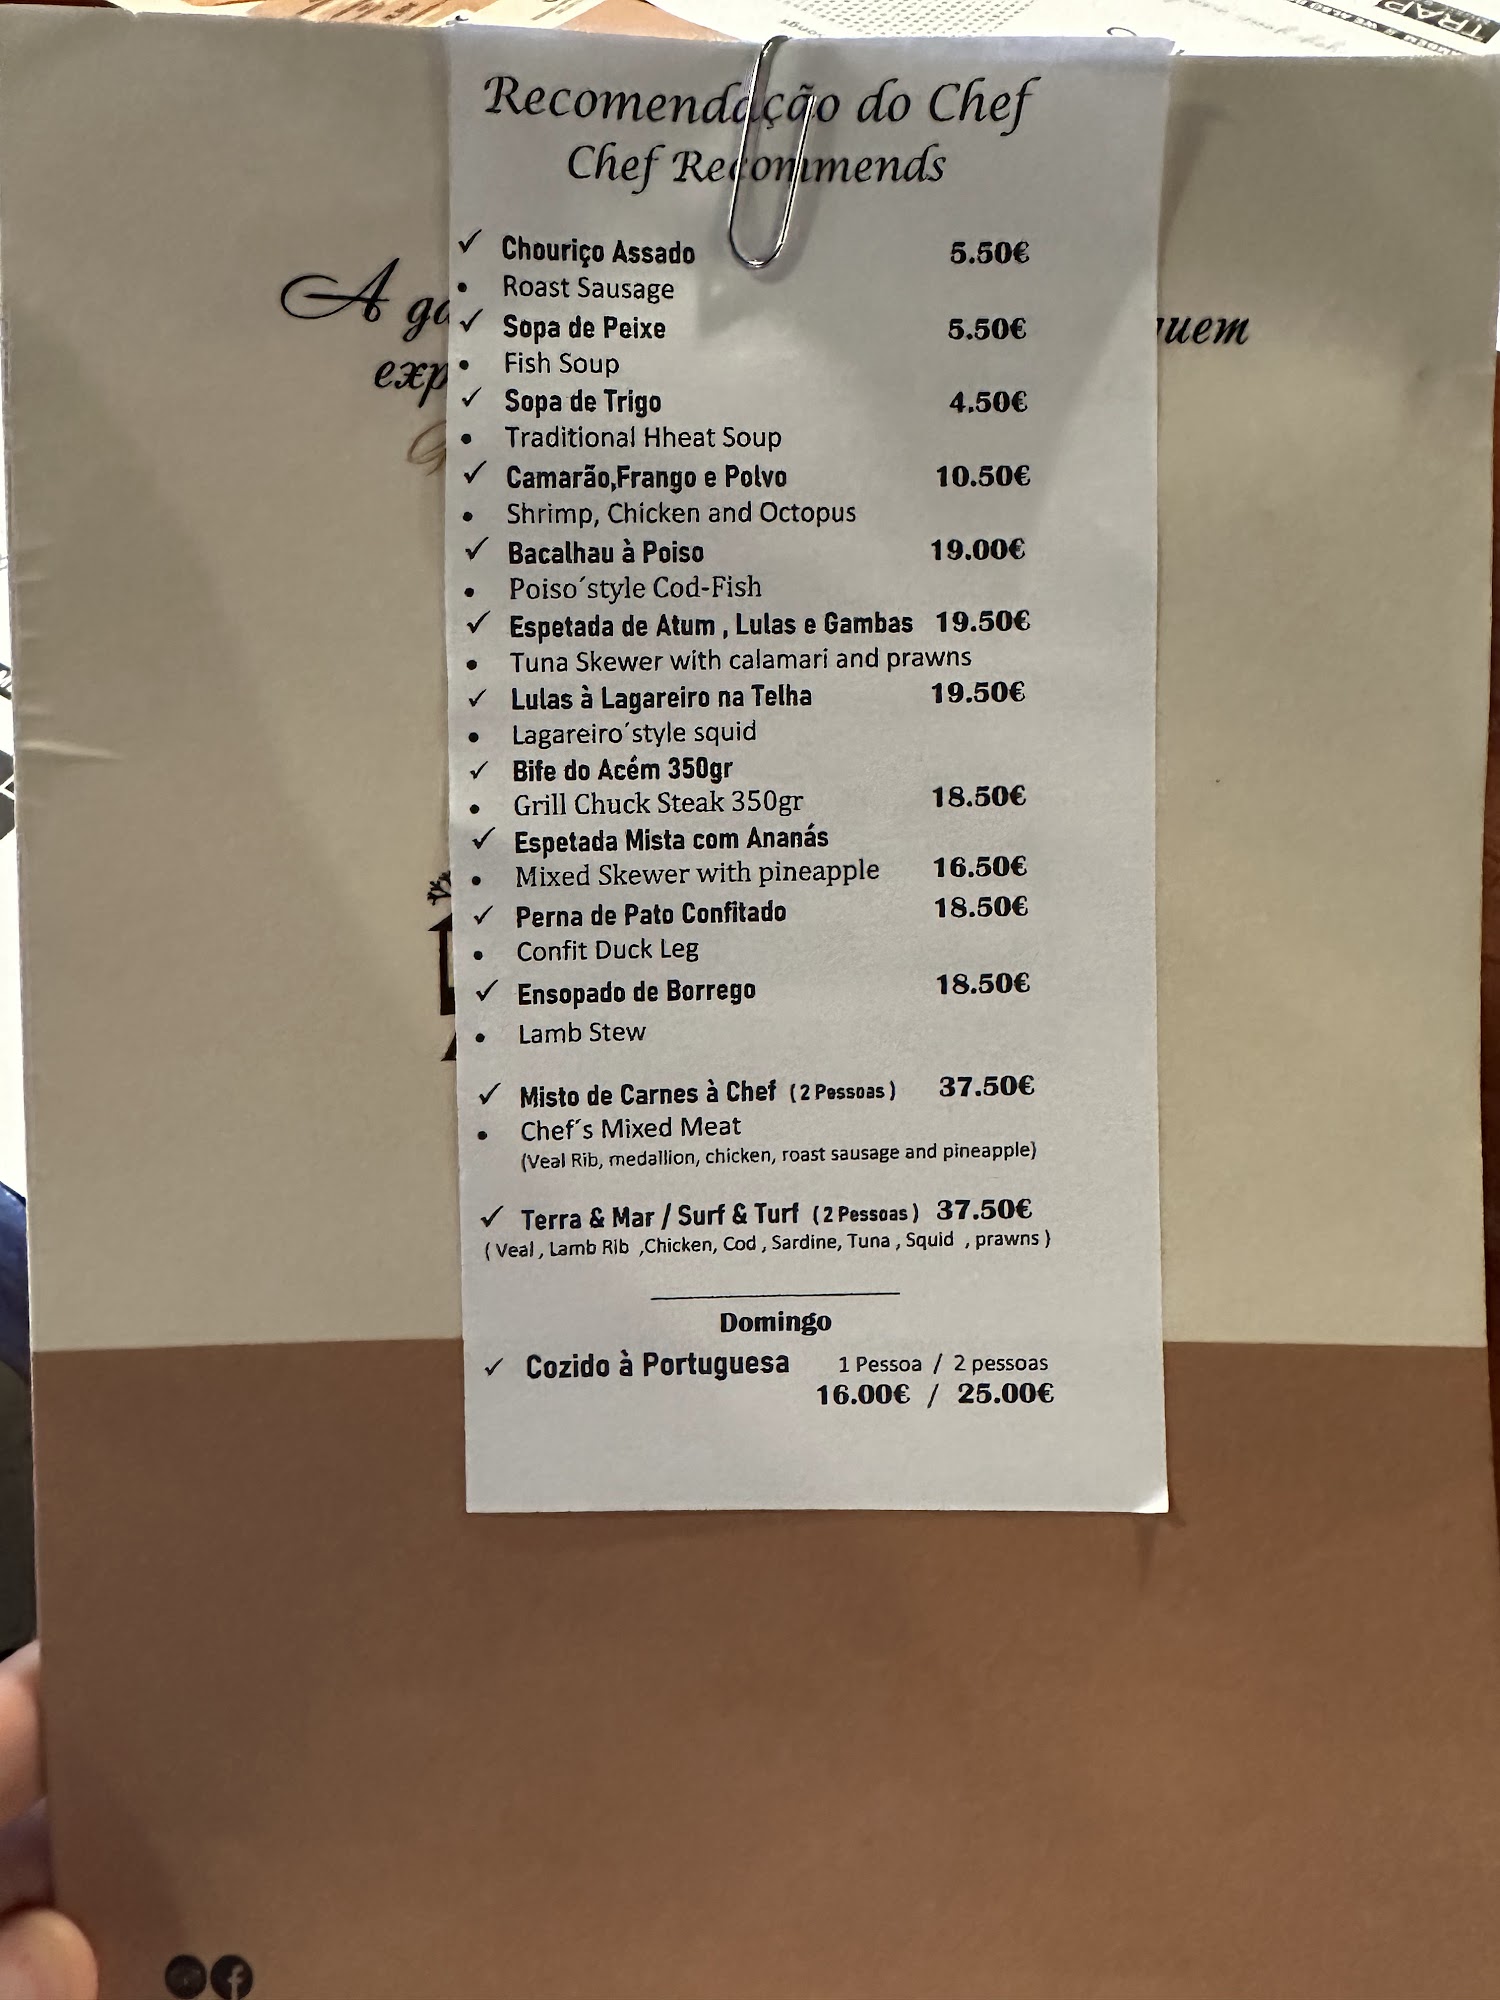 Recomendação do Chef
Chef Recommends
✓ Chouriço Assado 5.50€
• Roast Sausage
✓ Sopa de Peixe 5.50€
• Fish Soup
✓ Sopa de Trigo 4.50€
• Traditional Hheat Soup
✓ Camarão,Frango e Polvo 10.50€
• Shrimp, Chicken and Octopus
✓ Bacalhau à Poiso 19.00€
• Poiso´style Cod-Fish
✓ Espetada de Atum , Lulas e Gambas 19.50€
• Tuna Skewer with calamari and prawns
✓ Lulas à Lagareiro na Telha 19.50€
• Lagareiro´style squid
✓ Bife do Acém 350gr
• Grill Chuck Steak 350gr 18.50€
✓ Espetada Mista com Ananás
• Mixed Skewer with pineapple 16.50€
✓ Perna de Pato Confitado 18.50€
• Confit Duck Leg
✓ Ensopado de Borrego 18.50€
• Lamb Stew
✓ Misto de Carnes à Chef (2 Pessoas) 37.50€
• Chef´s Mixed Meat
(Veal Rib, medallion, chicken, roast sausage and pineapple)
✓ Terra & Mar / Surf & Turf (2 Pessoas) 37.50€
( Veal , Lamb Rib ,Chicken, Cod , Sardine, Tuna , Squid , prawns )
Domingo
✓ Cozido à Portuguesa 1 Pessoa / 2 pessoas
16.00€ / 25.00€
A ga
uem
exp
TRAP